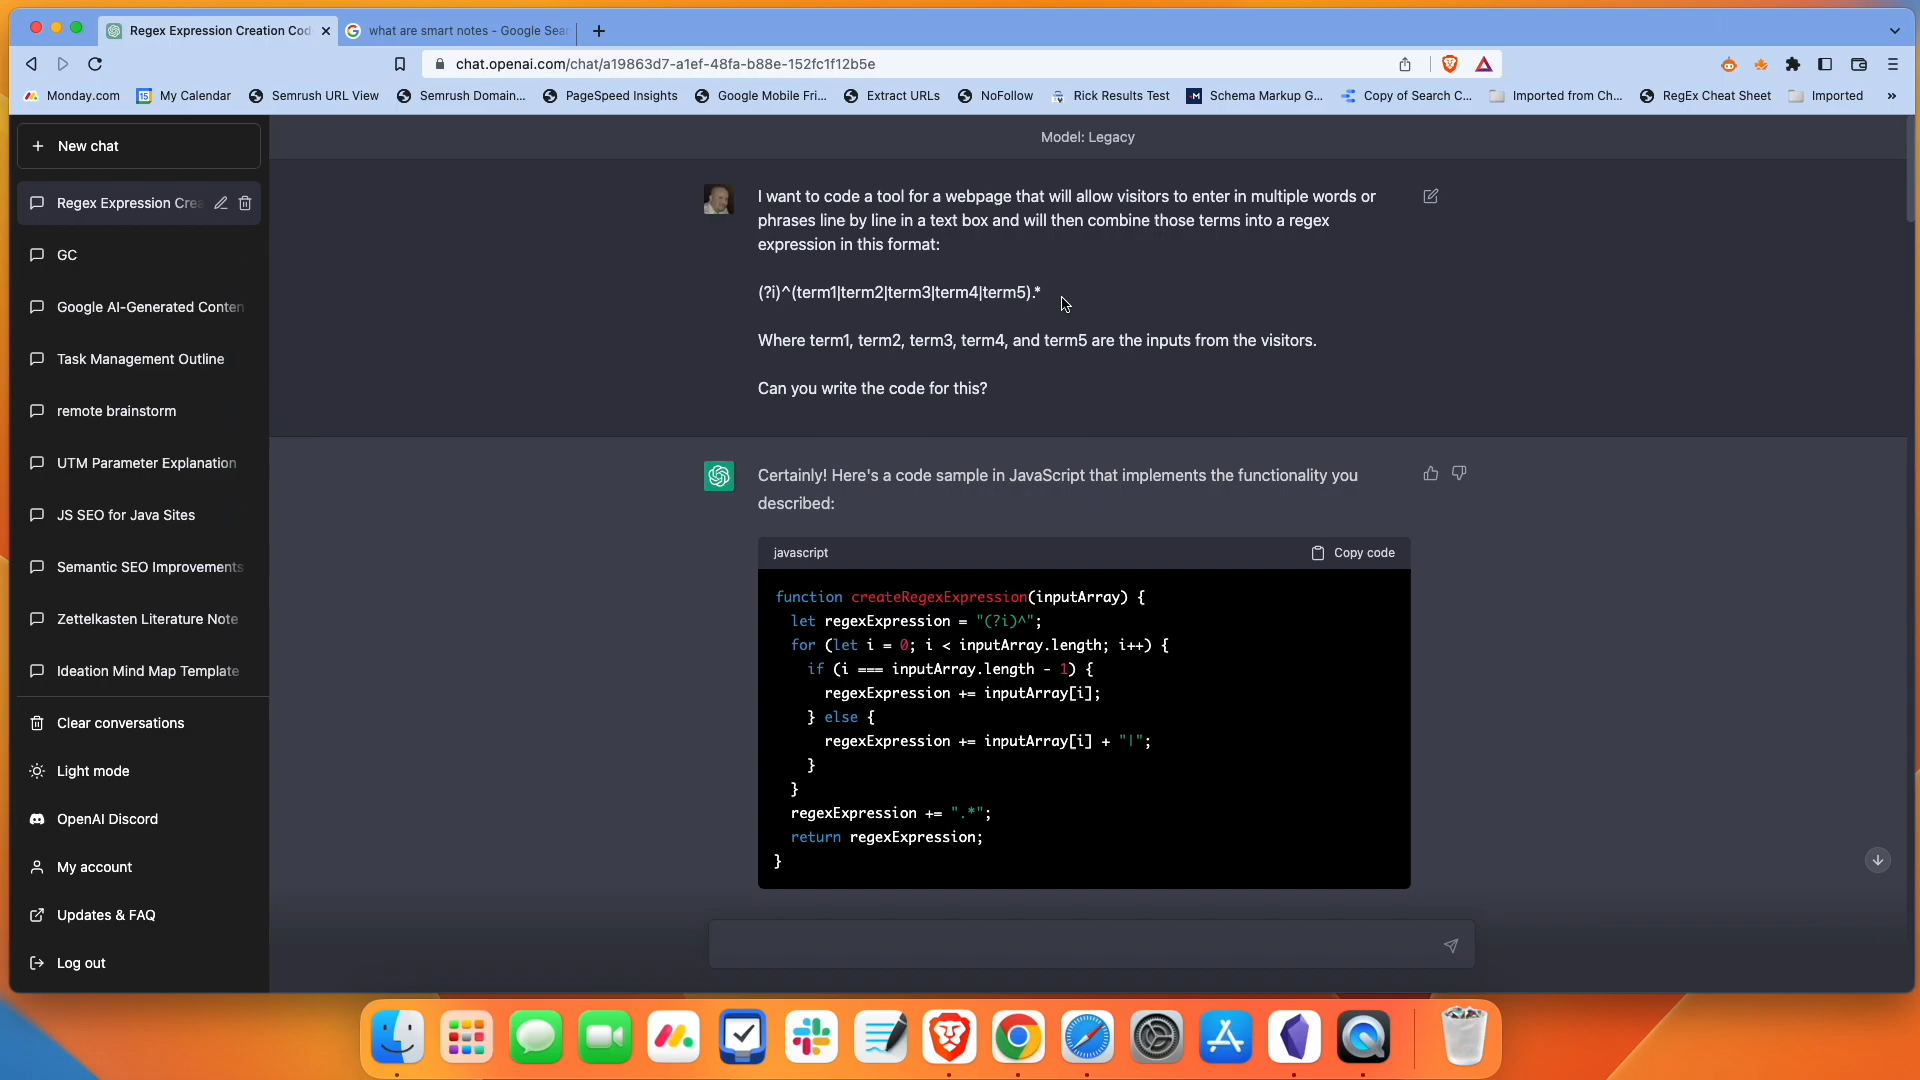 Regex Expression Creation Cod
what are smart notes - Google Sear
chat.openai.com/chat/a19863d7-a1ef-48fa-b88e-152fc1f12b5e
Monday.com
15
My Calendar
Semrush URL View
Semrush Domain...
PageSpeed Insights
Google Mobile Fri...
Extract URLs
NoFollow
Rick Results Test
Schema Markup G...
Copy of Search C...
Imported from Ch...
RegEx Cheat Sheet
Imported
»
New chat
Regex Expression Crea
GC
Google AI-Generated Conten
Task Management Outline
remote brainstorm
UTM Parameter Explanation
JS SEO for Java Sites
Semantic SEO Improvements
Zettelkasten Literature Note
Ideation Mind Map Template
Clear conversations
Light mode
OpenAI Discord
My account
Updates & FAQ
Log out
Model: Legacy
I want to code a tool for a webpage that will allow visitors to enter in multiple words or
phrases line by line in a text box and will then combine those terms into a regex
expression in this format:
(?i)^(term1|term2|term3|term4|term5).*
Where term1, term2, term3, term4, and term5 are the inputs from the visitors.
Can you write the code for this?
Certainly! Here's a code sample in JavaScript that implements the functionality you
described:
javascript
Copy code
function createRegexExpression(inputArray) {
let regexExpression = "(?i)^";
for (let i = 0; i < inputArray.length; i++) {
if (i === inputArray.length - 1) {
regexExpression += inputArray[i];
} else {
regexExpression += inputArray[i] + "|";
}
}
regexExpression += ".*";
return regexExpression;
}